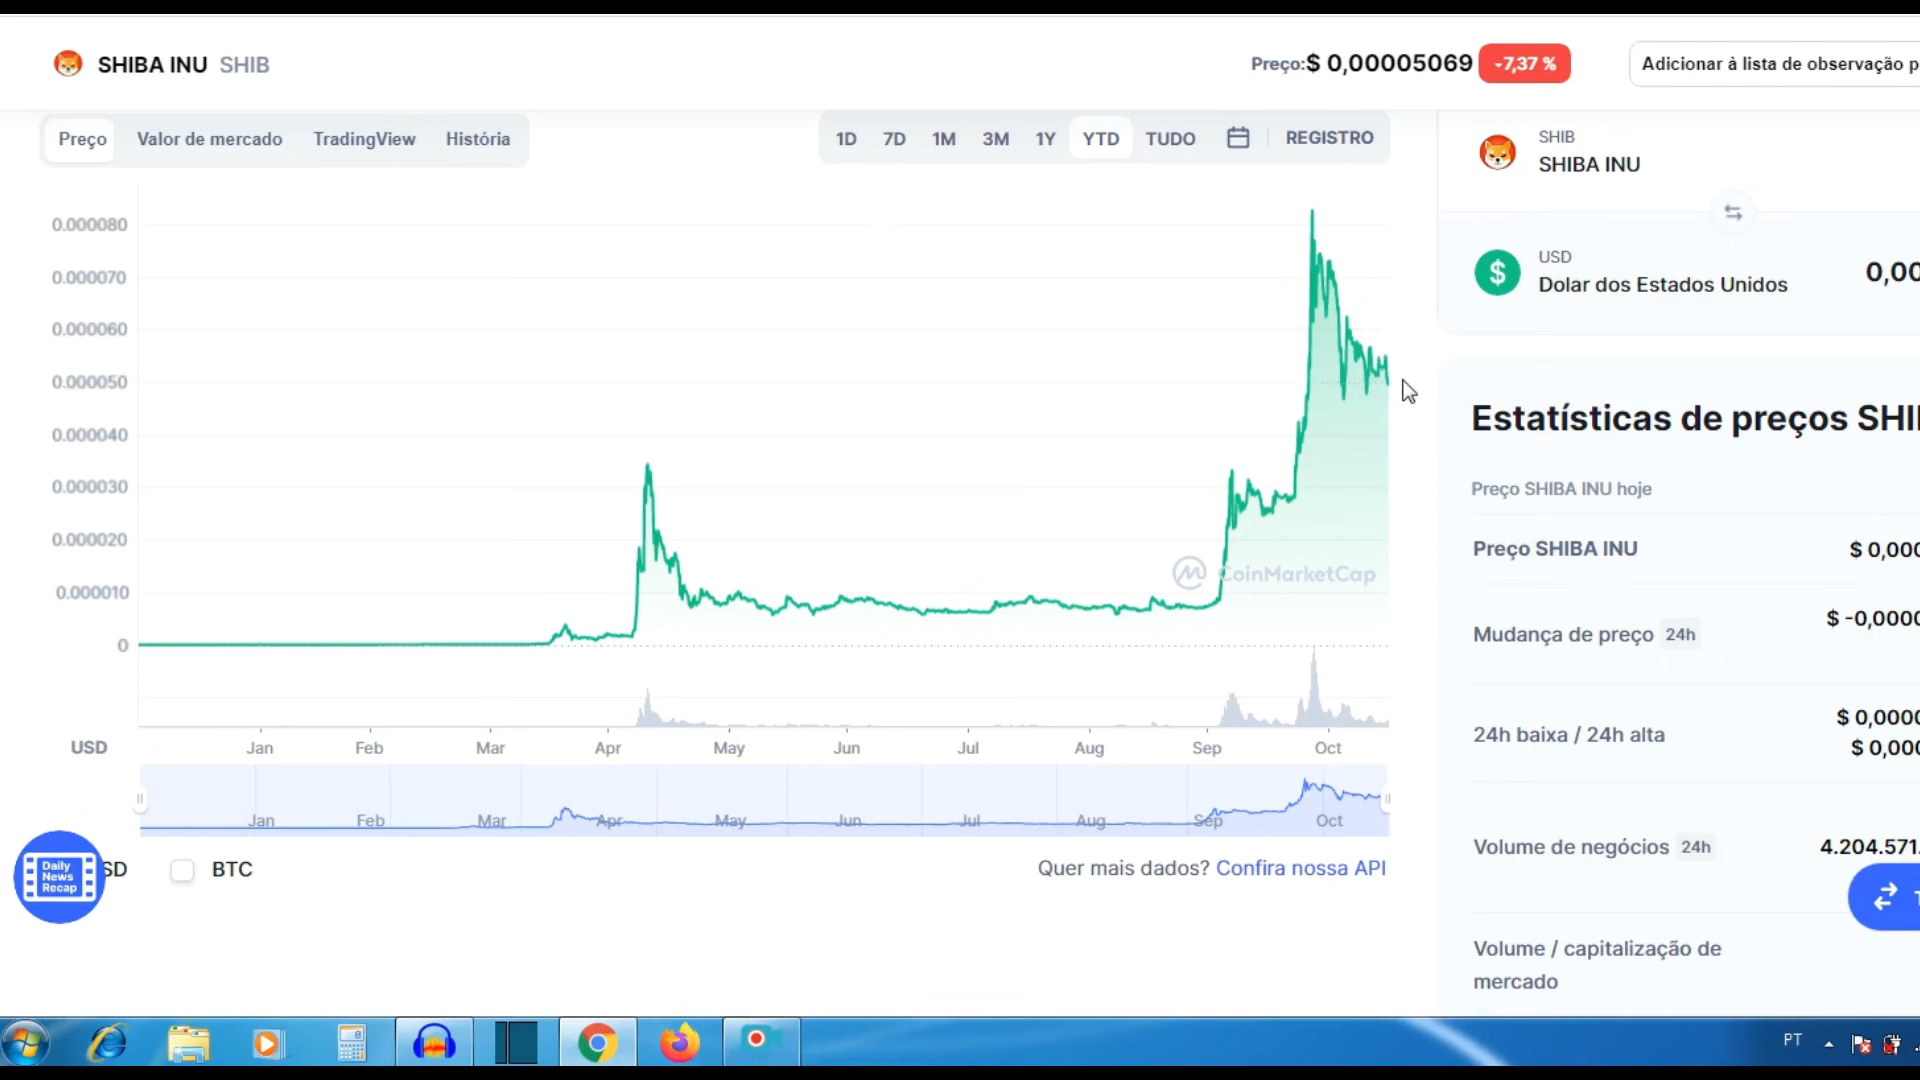 SHIBA INU SHIB
Preço:$ 0,00005069 -7,37 %
Adicionar à lista de observação p
Preço Valor de mercado TradingView História
1D 7D 1M 3M 1Y YTD TUDO REGISTRO
SHIB
SHIBA INU
USD
Dolar dos Estados Unidos
0,00
0.000080
0.000070
0.000060
0.000050
0.000040
0.000030
0.000020
0.000010
0
CoinMarketCap
USD Jan Feb Mar Apr May Jun Jul Aug Sep Oct
Jan Feb Mar Apr May Jun Jul Aug Sep Oct
Daily
News
Recap
SD BTC
Quer mais dados? Confira nossa API
Estatísticas de preços SHI
Preço SHIBA INU hoje
Preço SHIBA INU $ 0,000
Mudança de preço 24h $ -0,0000
24h baixa / 24h alta $ 0,0000
$ 0,000
Volume de negócios 24h 4.204.571.
Volume / capitalização de
mercado
PT